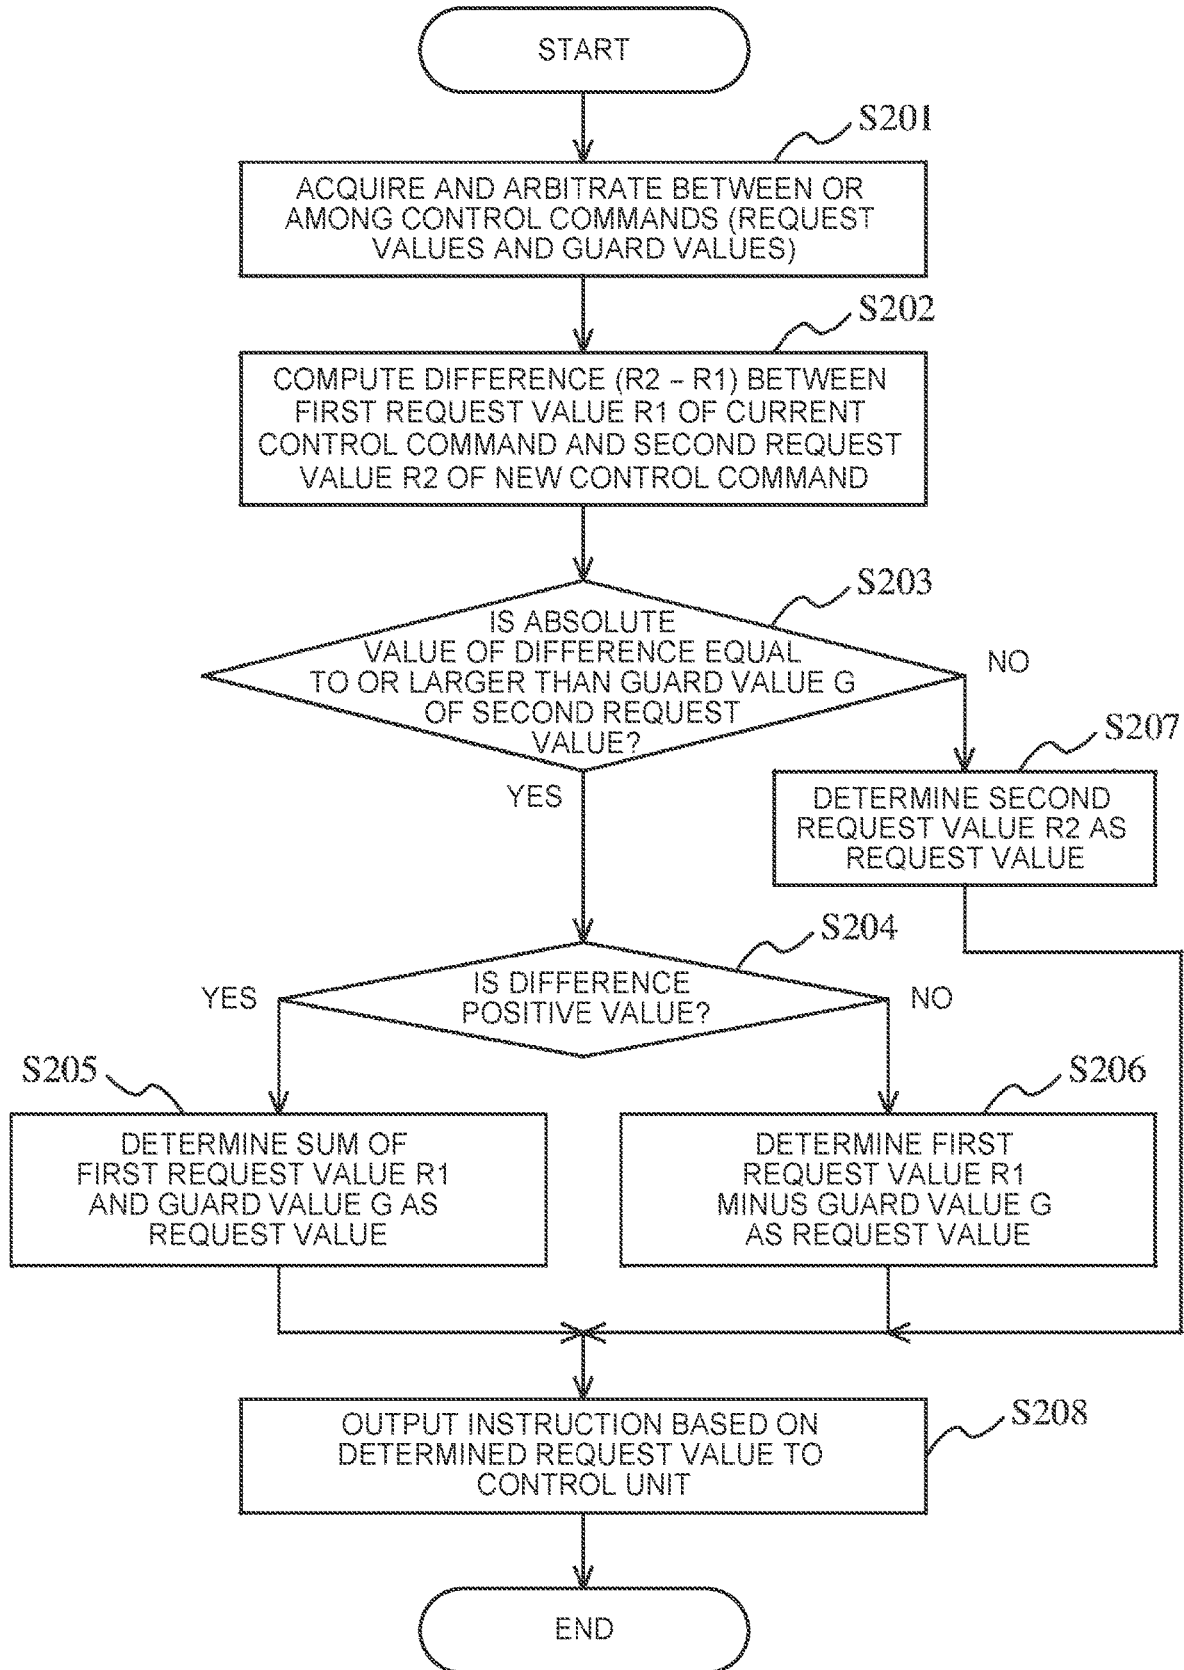 START
S201
ACQUIRE AND ARBITRATE BETWEEN OR
AMONG CONTROL COMMANDS (REQUEST
VALUES AND GUARD VALUES)
S202
COMPUTE DIFFERENCE (R2 – R1) BETWEEN
FIRST REQUEST VALUE R1 OF CURRENT
CONTROL COMMAND AND SECOND REQUEST
VALUE R2 OF NEW CONTROL COMMAND
S203
IS ABSOLUTE
VALUE OF DIFFERENCE EQUAL
TO OR LARGER THAN GUARD VALUE G
OF SECOND REQUEST
VALUE?
NO
YES
S207
DETERMINE SECOND
REQUEST VALUE R2 AS
REQUEST VALUE
S204
IS DIFFERENCE
POSITIVE VALUE?
YES
NO
S205
DETERMINE SUM OF
FIRST REQUEST VALUE R1
AND GUARD VALUE G AS
REQUEST VALUE
S206
DETERMINE FIRST
REQUEST VALUE R1
MINUS GUARD VALUE G
AS REQUEST VALUE
S208
OUTPUT INSTRUCTION BASED ON
DETERMINED REQUEST VALUE TO
CONTROL UNIT
END